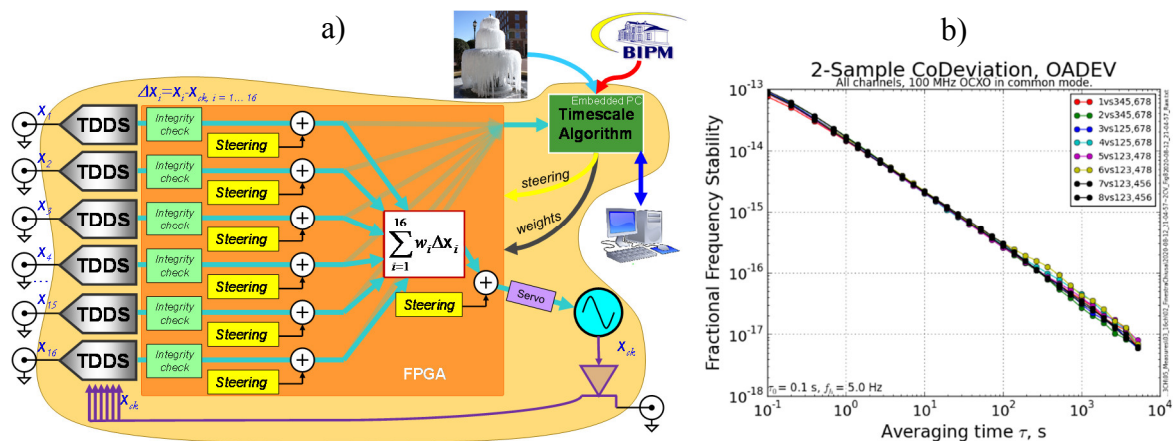 a)
BIPM
ΔX_i=X_i-X_ck, i = 1... 16
Embedded PC
Timescale
Algorithm
X_1
TDDS
Integrity
check
Steering
X_2
TDDS
Integrity
check
Steering
X_3
TDDS
Integrity
check
Steering
X_4
TDDS
Integrity
check
Steering
....
X_15
TDDS
Integrity
check
Steering
X_16
TDDS
Integrity
check
Steering
steering
weights
16
∑ w_i Δx_i
i=1
Steering
Servo
FPGA
X_ck
X_ck
b)
2-Sample CoDeviation, OADEV
All channels, 100 MHz OCXO in common mode.
1vs345,678
2vs345,678
3vs125,678
4vs125,678
5vs123,478
6vs123,478
7vs123,456
8vs123,456
Fractional Frequency Stability
10^-13
10^-14
10^-15
10^-16
10^-17
10^-18
τ_0 = 0.1 s, f_h = 5.0 Hz
10^-1
10^0
10^1
10^2
10^3
10^4
Averaging time τ, s